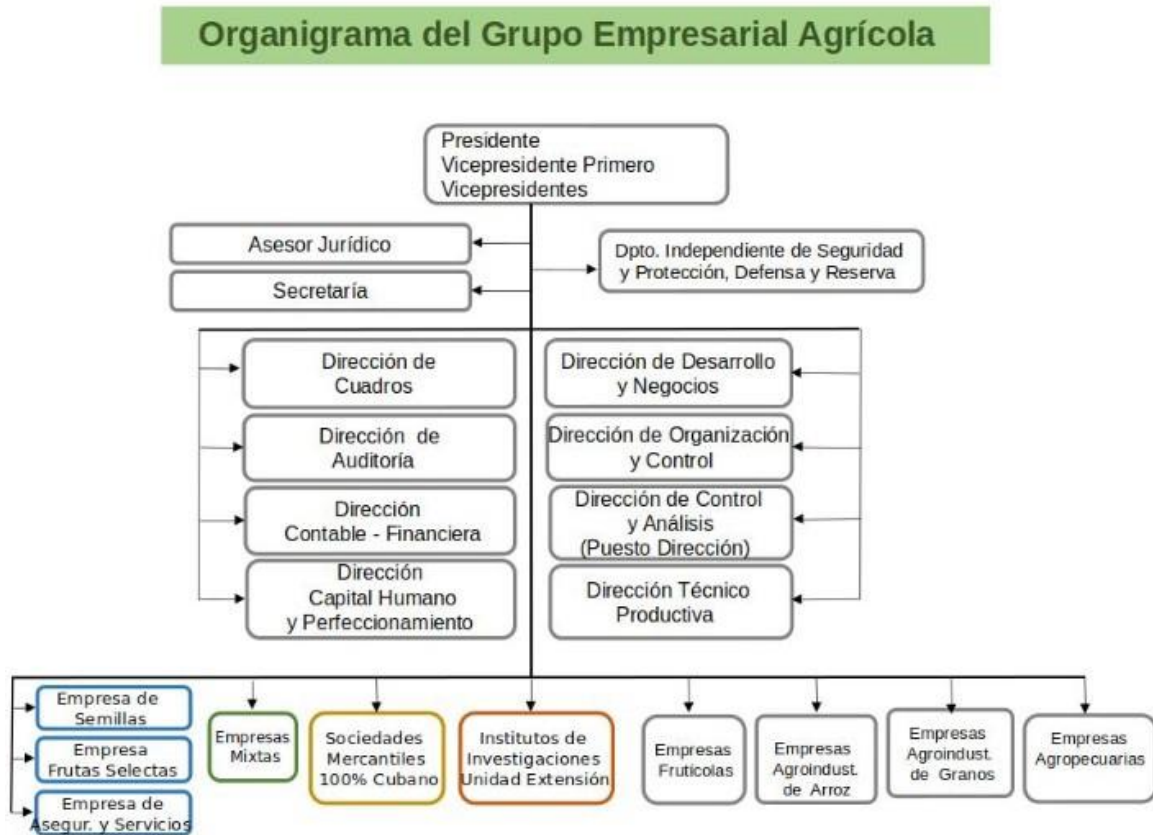 Organigrama del Grupo Empresarial Agrícola
Presidente
Vicepresidente Primero
Vicepresidentes
Asesor Jurídico
Secretaría
Dpto. Independiente de Seguridad
y Protección, Defensa y Reserva
Dirección de
Cuadros
Dirección de
Auditoría
Dirección
Contable - Financiera
Dirección
Capital Humano
y Perfeccionamiento
Dirección de Desarrollo
y Negocios
Dirección de Organización
y Control
Dirección de Control
y Análisis
(Puesto Dirección)
Dirección Técnico
Productiva
Empresa de
Semillas
Empresa
Frutas Selectas
Empresa de
Asegur. y Servicios
Empresas
Mixtas
Sociedades
Mercantiles
100% Cubano
Institutos de
Investigaciones
Unidad Extensión
Empresas
Frutícolas
Empresas
Agroindust.
de Arroz
Empresas
Agroindust.
de Granos
Empresas
Agropecuarias